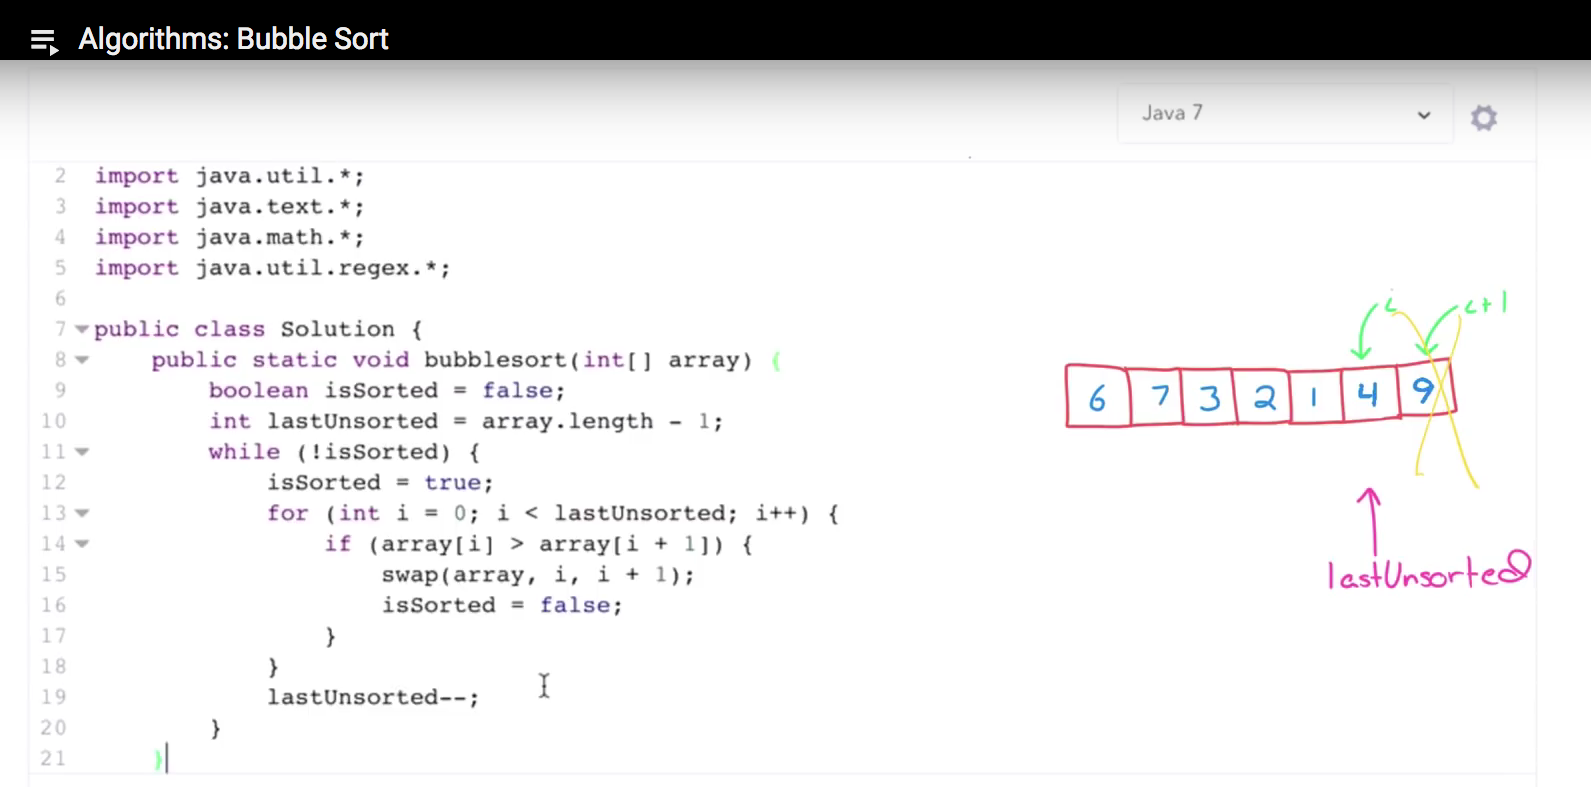 Algorithms: Bubble Sort
Java 7
2 import java.util.*;
3 import java.text.*;
4 import java.math.*;
5 import java.util.regex.*;
6
7 public class Solution {
8     public static void bubblesort(int[] array) {
9         boolean isSorted = false;
10         int lastUnsorted = array.length - 1;
11         while (!isSorted) {
12             isSorted = true;
13             for (int i = 0; i < lastUnsorted; i++) {
14                 if (array[i] > array[i + 1]) {
15                     swap(array, i, i + 1);
16                     isSorted = false;
17                 }
18             }
19             lastUnsorted--;
20         }
21     }
i i+1
6 7 3 2 1 4 9
lastUnsorted